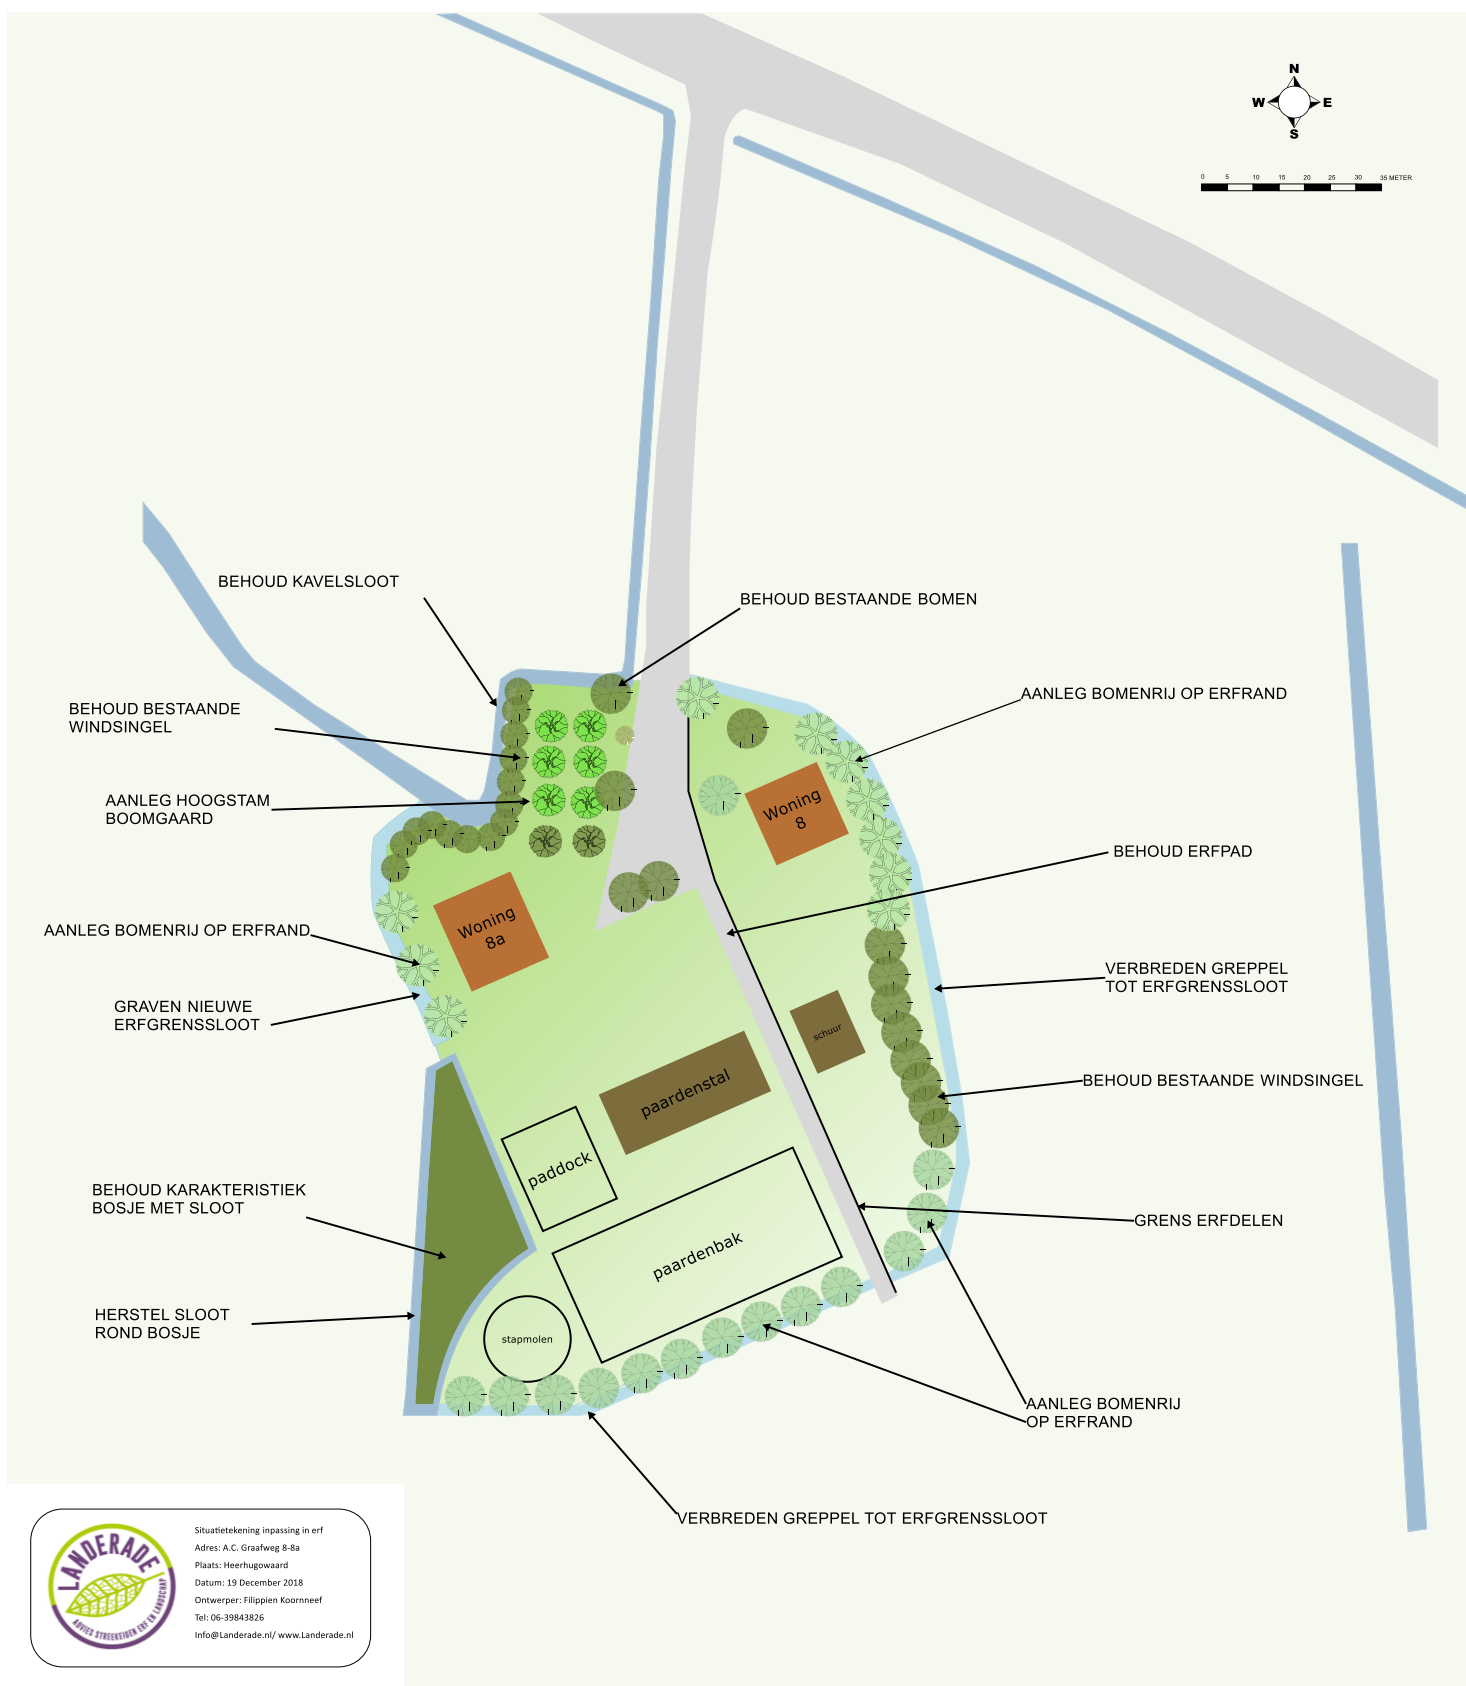 N
W E
S
0 5 10 15 20 25 30 35 METER
BEHOUD KAVELSLOOT
BEHOUD BESTAANDE BOMEN
AANLEG BOMENRIJ OP ERFRAND
BEHOUD BESTAANDE
WINDSINGEL
AANLEG HOOGSTAM
BOOMGAARD
Woning
8
BEHOUD ERFPAD
Woning
8a
AANLEG BOMENRIJ OP ERFRAND
VERBREDEN GREPPEL
TOT ERFGRENSSLOOT
GRAVEN NIEUWE
ERFGRENSSLOOT
schuur
BEHOUD BESTAANDE WINDSINGEL
paardenstal
paddock
BEHOUD KARAKTERISTIEK
BOSJE MET SLOOT
GRENS ERFDELEN
paardenbak
HERSTEL SLOOT
ROND BOSJE
stapmolen
AANLEG BOMENRIJ
OP ERFRAND
VERBREDEN GREPPEL TOT ERFGRENSSLOOT
LANDERADE
ADVIES STREEKEIGEN ERF EN LANDSCHAP
Situatietekening inpassing in erf
Adres: A.C. Graafweg 8-8a
Plaats: Heerhugowaard
Datum: 19 December 2018
Ontwerper: Filippien Koornneef
Tel: 06-39843826
Info@Landerade.nl/ www.Landerade.nl